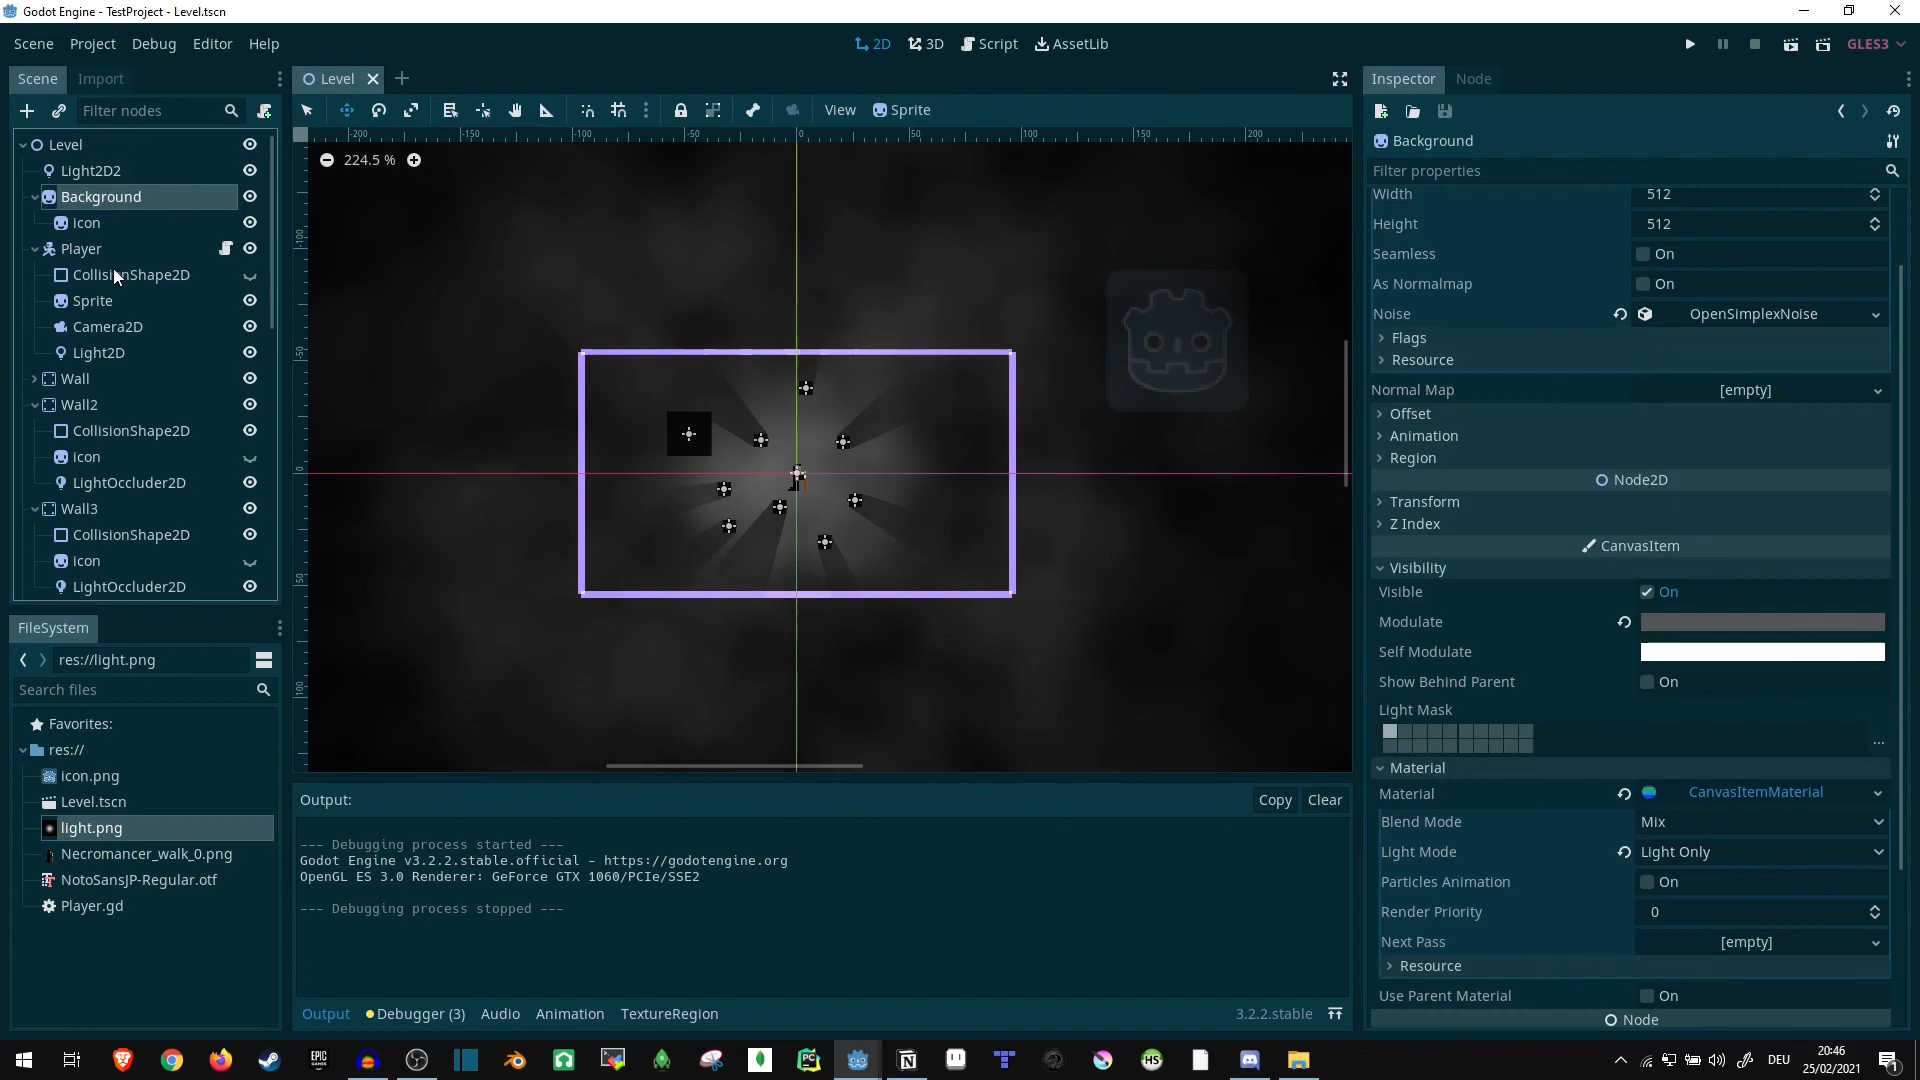 Godot Engine - TestProject - Level.tscn
Scene Project Debug Editor Help
2D 3D Script AssetLib
GLES3
Scene Import
Level
Inspector Node
Filter nodes
View Sprite
Background
Filter properties
-200 -150 -100 -50 0 50 100 150 200
224.5 %
Level
Light2D2
Background
icon
Player
CollisionShape2D
Sprite
Camera2D
Light2D
Wall
Wall2
CollisionShape2D
icon
LightOccluder2D
Wall3
CollisionShape2D
icon
LightOccluder2D
Width 512
Height 512
Seamless On
As Normalmap On
Noise OpenSimplexNoise
Flags
Resource
Normal Map [empty]
Offset
Animation
Region
Node2D
Transform
Z Index
CanvasItem
Visibility
Visible On
Modulate
Self Modulate
Show Behind Parent On
Light Mask
...
Material
Material CanvasItemMaterial
Blend Mode Mix
Light Mode Light Only
Particles Animation On
Render Priority 0
Next Pass [empty]
Resource
Use Parent Material On
Node
FileSystem
res://light.png
Search files
Favorites:
res://
icon.png
Level.tscn
light.png
Necromancer_walk_0.png
NotoSansJP-Regular.otf
Player.gd
Output:
Copy Clear
--- Debugging process started ---
Godot Engine v3.2.2.stable.official - https://godotengine.org
OpenGL ES 3.0 Renderer: GeForce GTX 1060/PCIe/SSE2
--- Debugging process stopped ---
Output Debugger (3) Audio Animation TextureRegion
3.2.2.stable
DEU
20:46
25/02/2021